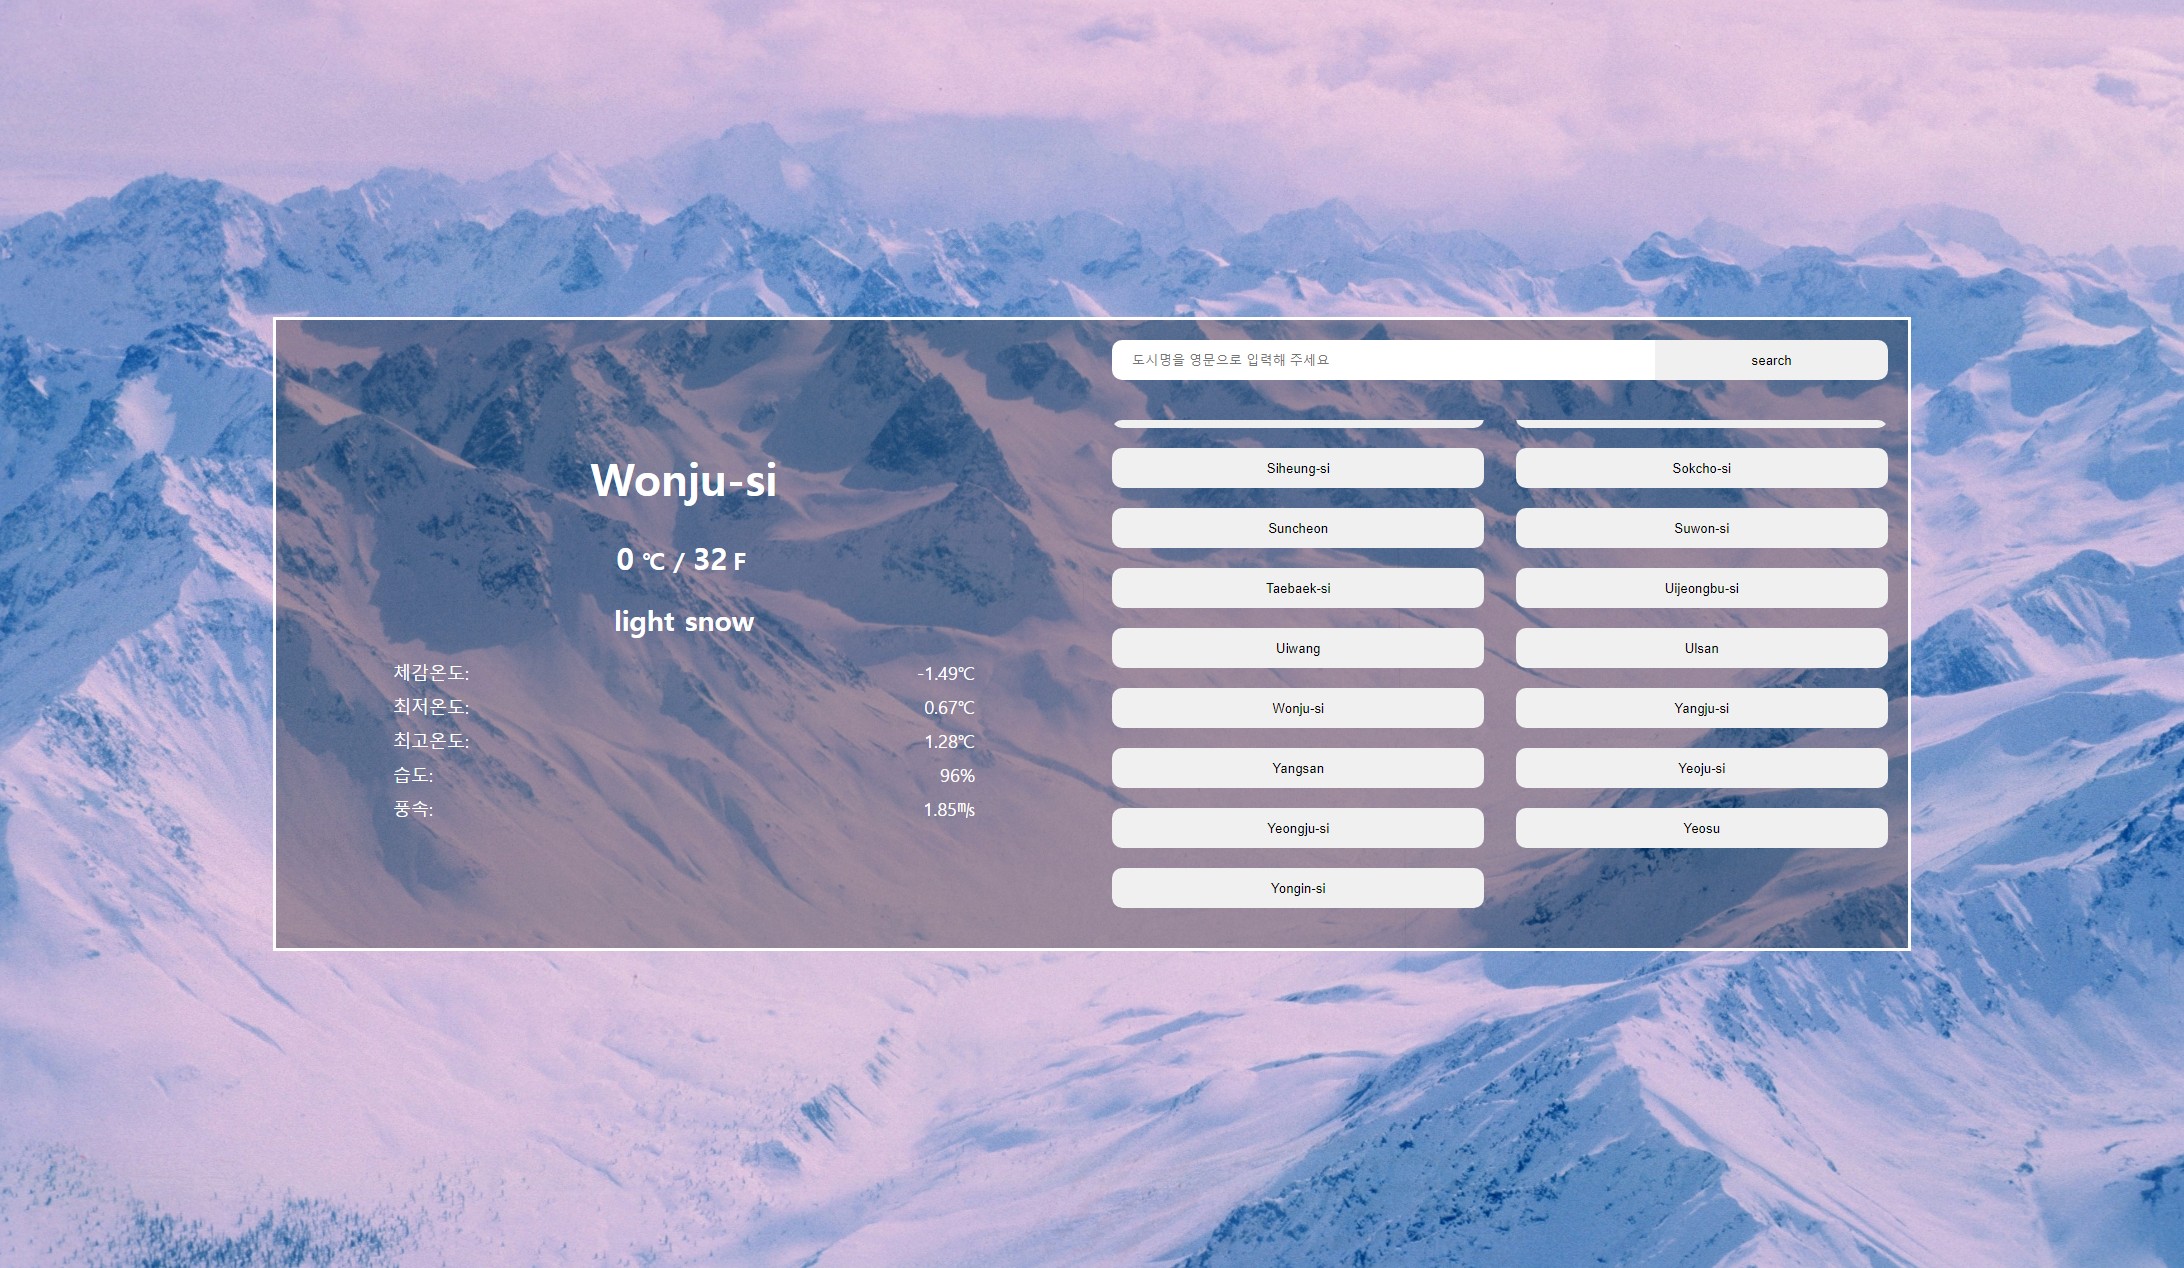 Wonju-si
0 ℃ / 32 F
light snow
체감온도: -1.49℃
최저온도: 0.67℃
최고온도: 1.28℃
습도: 96%
풍속: 1.85㎧
도시명을 영문으로 입력해 주세요 search
Siheung-si Sokcho-si
Suncheon Suwon-si
Taebaek-si Uijeongbu-si
Uiwang Ulsan
Wonju-si Yangju-si
Yangsan Yeoju-si
Yeongju-si Yeosu
Yongin-si